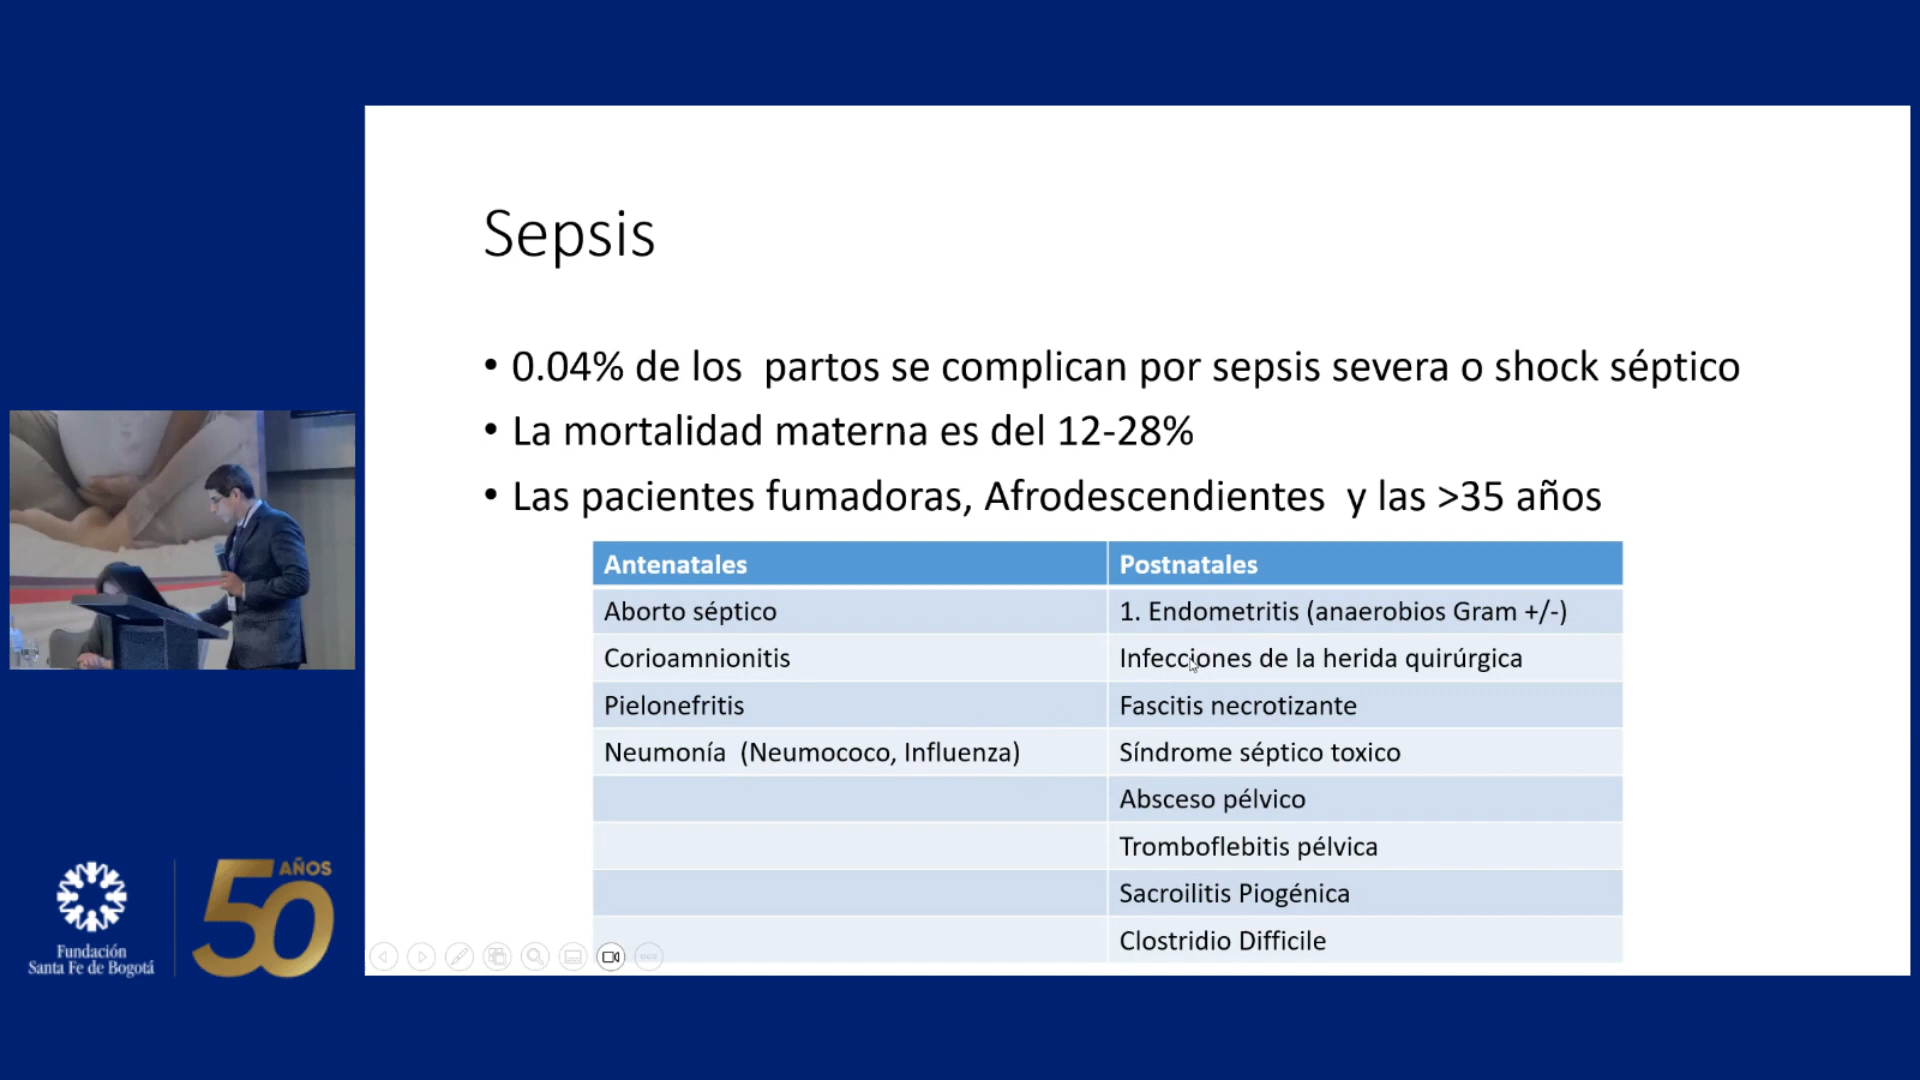 Sepsis
• 0.04% de los  partos se complican por sepsis severa o shock séptico
• La mortalidad materna es del 12-28%
• Las pacientes fumadoras, Afrodescendientes  y las >35 años
Antenatales
Postnatales
Aborto séptico
1. Endometritis (anaerobios Gram +/-)
Corioamnionitis
Infecciones de la herida quirúrgica
Pielonefritis
Fascitis necrotizante
Neumonía  (Neumococo, Influenza)
Síndrome séptico toxico
Absceso pélvico
Tromboflebitis pélvica
Sacroilitis Piogénica
Clostridio Difficile
Fundación
Santa Fe de Bogotá
50 AÑOS